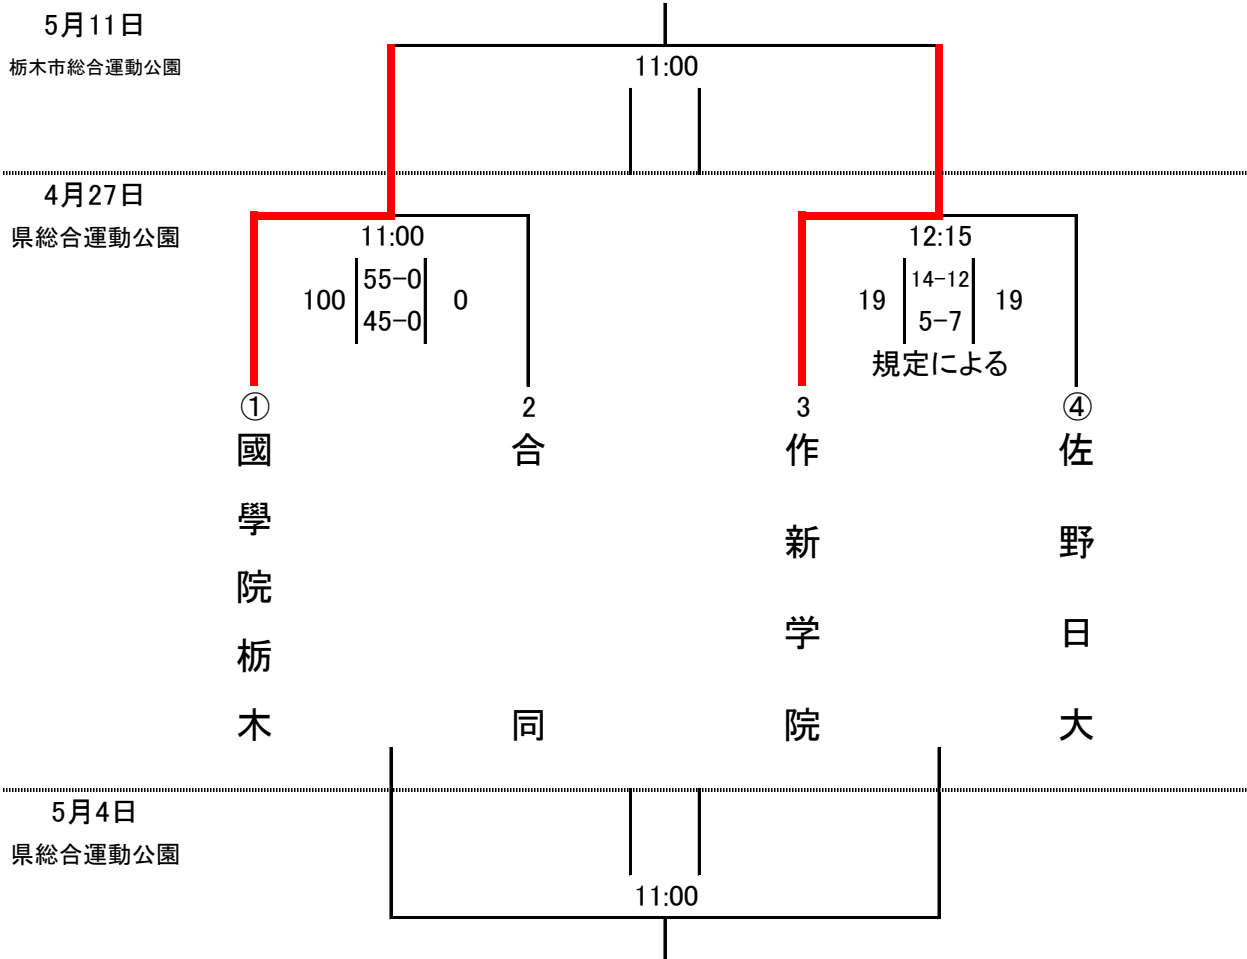 5月11日
栃木市総合運動公園
11:00
4月27日
県総合運動公園
11:00
100 55-0 0
45-0
12:15
19 14-12 19
5-7
規定による
①
國學院栃木
2
合同
3
作新学院
④
佐野日大
5月4日
県総合運動公園
11:00